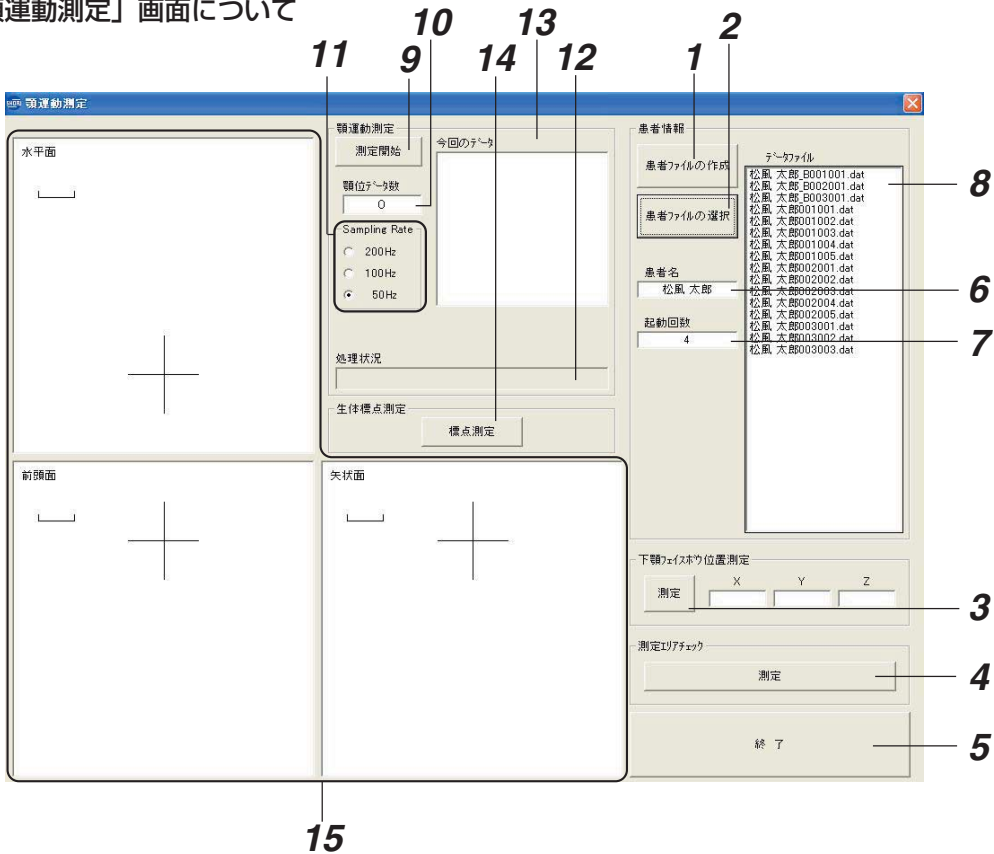 顎運動測定」画面について
10
13
2
11
9
14
12
1
顎運動測定
水平面
顎運動測定
測定開始
今回のデータ
顎位データ数
0
Sampling Rate
200Hz
100Hz
50Hz
処理状況
生体標点測定
標点測定
患者情報
患者ファイルの作成
患者ファイルの選択
患者名
松風 太郎
起動回数
4
データファイル
松風 太郎_B001001.dat
松風 太郎_B002001.dat
松風 太郎_B003001.dat
松風 太郎001001.dat
松風 太郎001002.dat
松風 太郎001003.dat
松風 太郎001004.dat
松風 太郎001005.dat
松風 太郎002001.dat
松風 太郎002002.dat
松風 太郎002003.dat
松風 太郎002004.dat
松風 太郎002005.dat
松風 太郎003001.dat
松風 太郎003002.dat
松風 太郎003003.dat
8
6
7
前頭面
矢状面
下顎フェイスボウ位置測定
測定
X
Y
Z
3
測定エリアチェック
測定
4
終 了
5
15